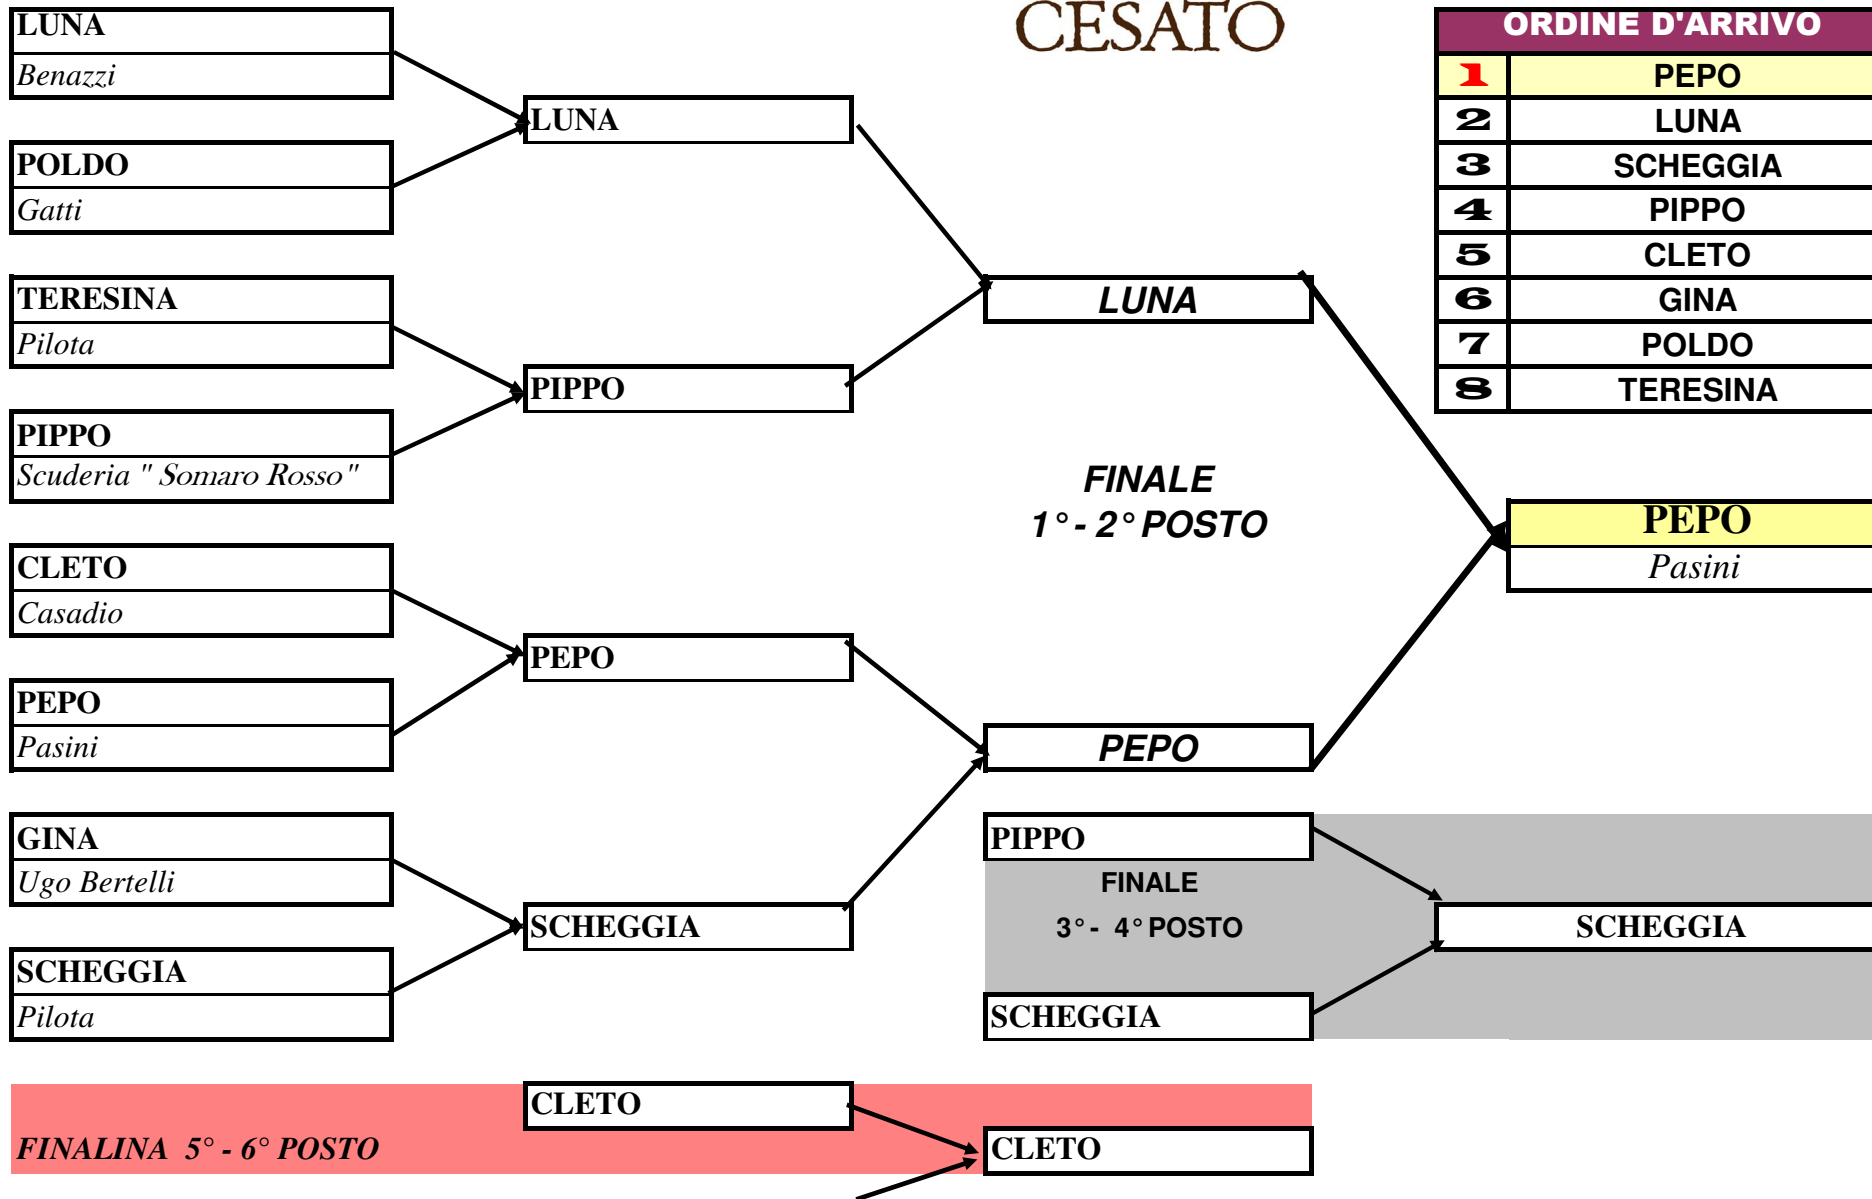 CESATO
LUNA
Benazzi
POLDO
Gatti
TERESINA
Pilota
PIPPO
Scuderia " Somaro Rosso"
CLETO
Casadio
PEPO
Pasini
GINA
Ugo Bertelli
SCHEGGIA
Pilota
LUNA
PIPPO
PEPO
SCHEGGIA
LUNA
FINALE
1° - 2° POSTO
PEPO
ORDINE D'ARRIVO
1 PEPO
2 LUNA
3 SCHEGGIA
4 PIPPO
5 CLETO
6 GINA
7 POLDO
8 TERESINA
PEPO
Pasini
PIPPO
FINALE
3° - 4° POSTO
SCHEGGIA
SCHEGGIA
CLETO
FINALINA 5° - 6° POSTO
CLETO